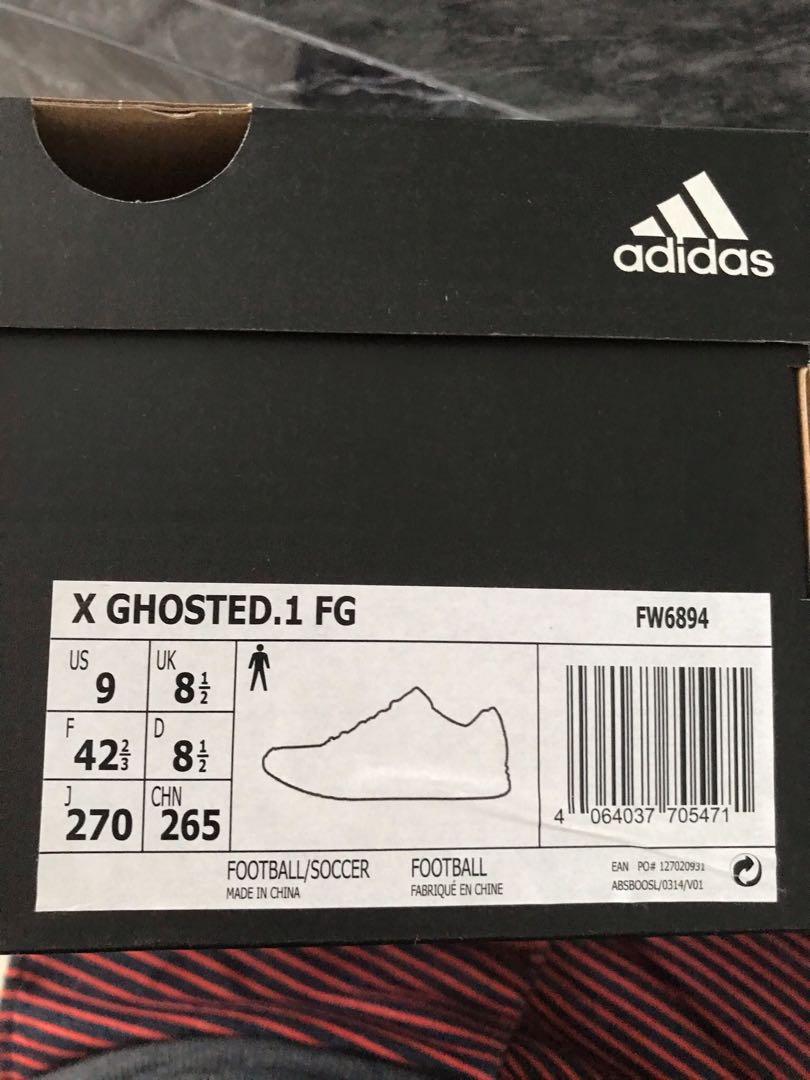 adidas
X GHOSTED.1 FG FW6894
US 9 UK 8½
F 42⅔ D 8½
J 270 CHN 265
4 064037 705471
FOOTBALL/SOCCER FOOTBALL EAN PO# 127020931
MADE IN CHINA FABRIQUÉ EN CHINE ABSBOOSL/0314/V01